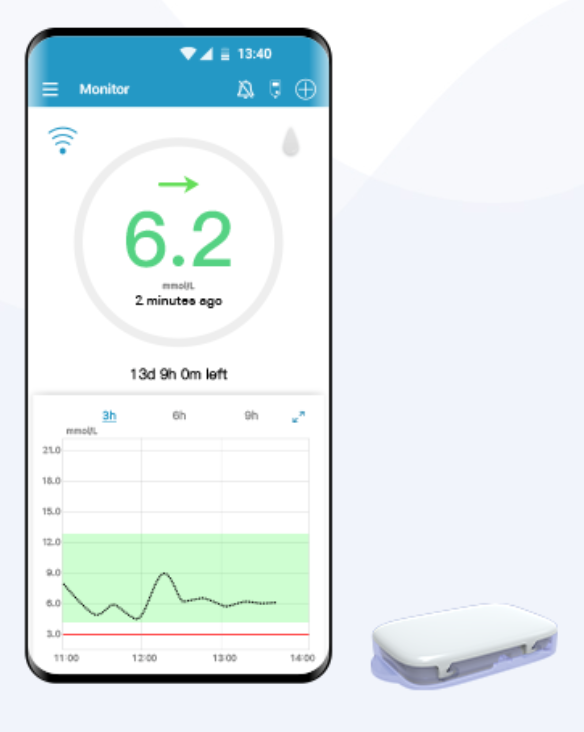 13:40
Monitor
6.2
mmol/L
2 minutes ago
13d 9h 0m left
3h 6h 9h
mmol/L
21.0
18.0
15.0
12.0
9.0
6.0
3.0
11:00 12:00 13:00 14:00